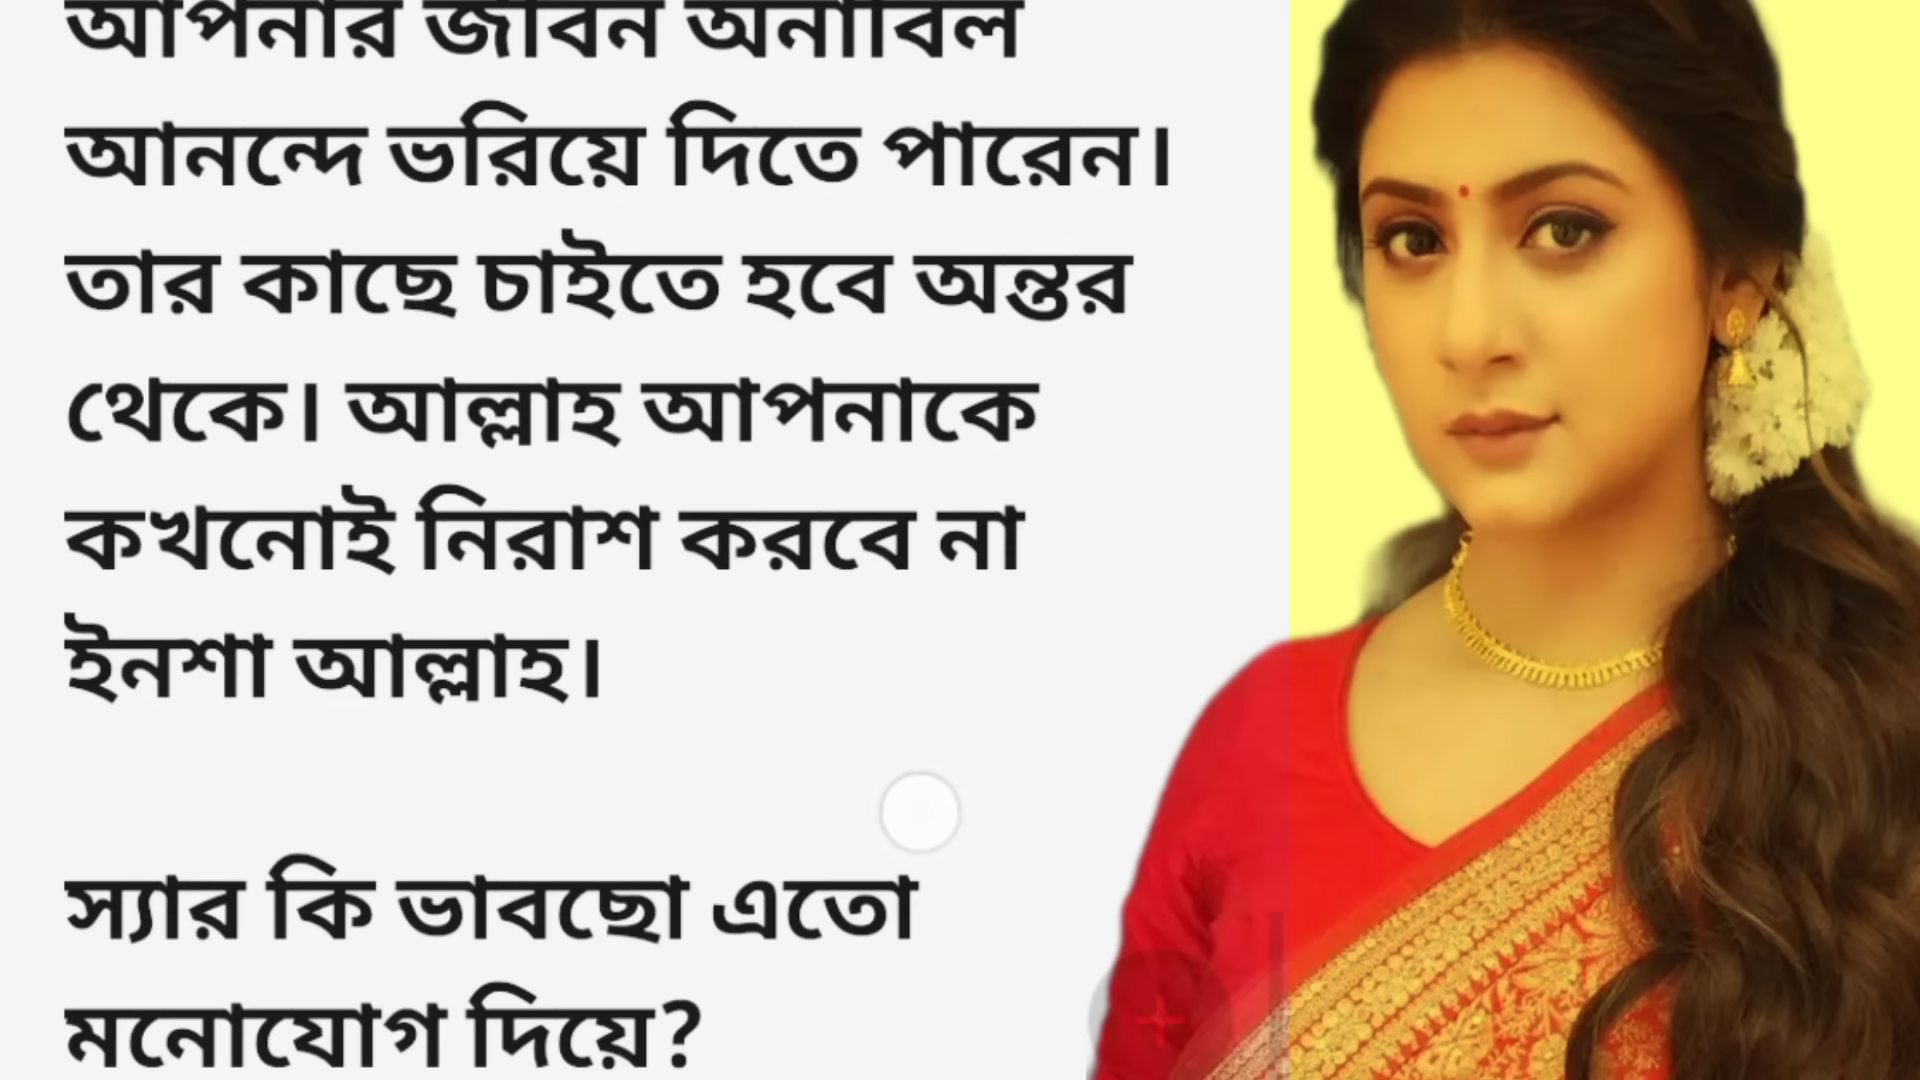 আপনার জীবন অনাবিল
আনন্দে ভরিয়ে দিতে পারেন।
তার কাছে চাইতে হবে অন্তর
থেকে। আল্লাহ আপনাকে
কখনোই নিরাশ করবে না
ইনশা আল্লাহ।
স্যার কি ভাবছো এতো
মনোযোগ দিয়ে?